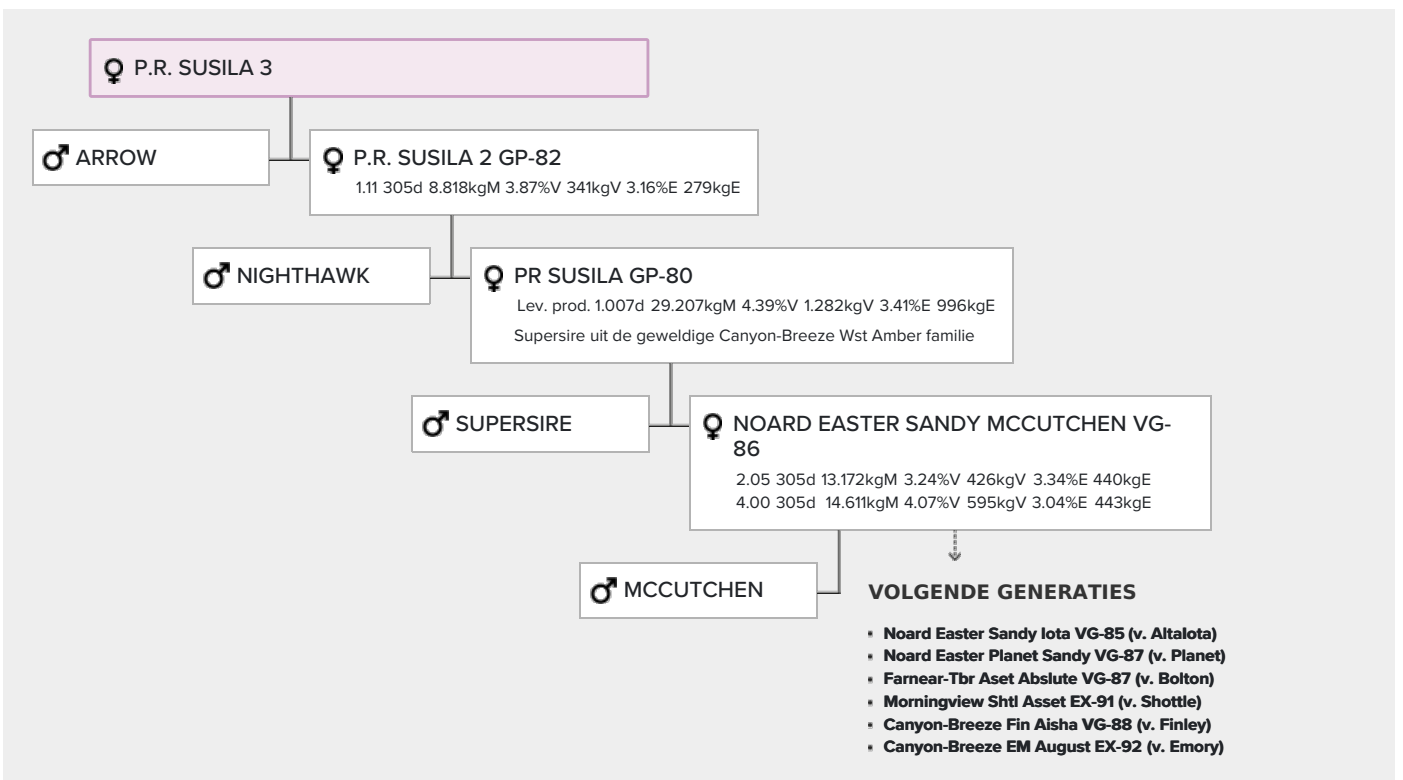 P.R. SUSILA 3
ARROW
P.R. SUSILA 2 GP-82
1.11 305d 8.818kgM 3.87%V 341kgV 3.16%E 279kgE
NIGHTHAWK
PR SUSILA GP-80
Lev. prod. 1.007d 29.207kgM 4.39%V 1.282kgV 3.41%E 996kgE
Supersire uit de geweldige Canyon-Breeze Wst Amber familie
SUPERSIRE
NOARD EASTER SANDY MCCUTCHEN VG-
86
2.05 305d 13.172kgM 3.24%V 426kgV 3.34%E 440kgE
4.00 305d 14.611kgM 4.07%V 595kgV 3.04%E 443kgE
MCCUTCHEN
VOLGENDE GENERATIES
Noard Easter Sandy Iota VG-85 (v. AltaIota)
Noard Easter Planet Sandy VG-87 (v. Planet)
Farnear-Tbr Aset Abslute VG-87 (v. Bolton)
Morningview Shtl Asset EX-91 (v. Shottle)
Canyon-Breeze Fin Aisha VG-88 (v. Finley)
Canyon-Breeze EM August EX-92 (v. Emory)